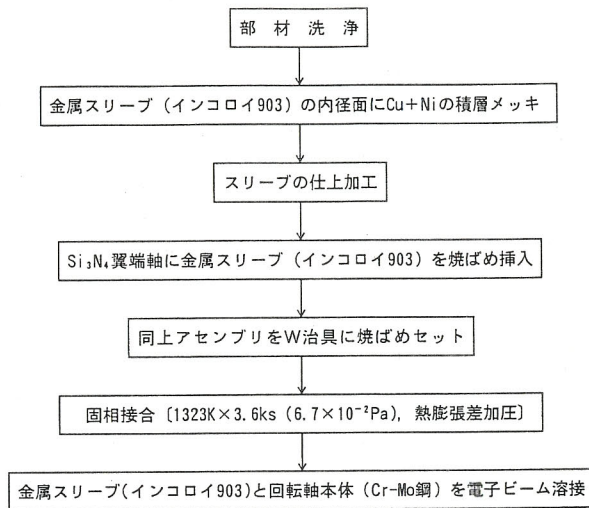 部材洗浄
金属スリーブ（インコロイ903）の内径面にCu+Niの積層メッキ
スリーブの仕上加工
Si₃N₄翼端軸に金属スリーブ（インコロイ903）を焼ばめ挿入
同上アセンブリをW治具に焼ばめセット
固相接合〔1323K×3.6ks（6.7×10⁻²Pa），熱膨張差加圧〕
金属スリーブ(インコロイ903)と回転軸本体（Cr-Mo鋼）を電子ビーム溶接